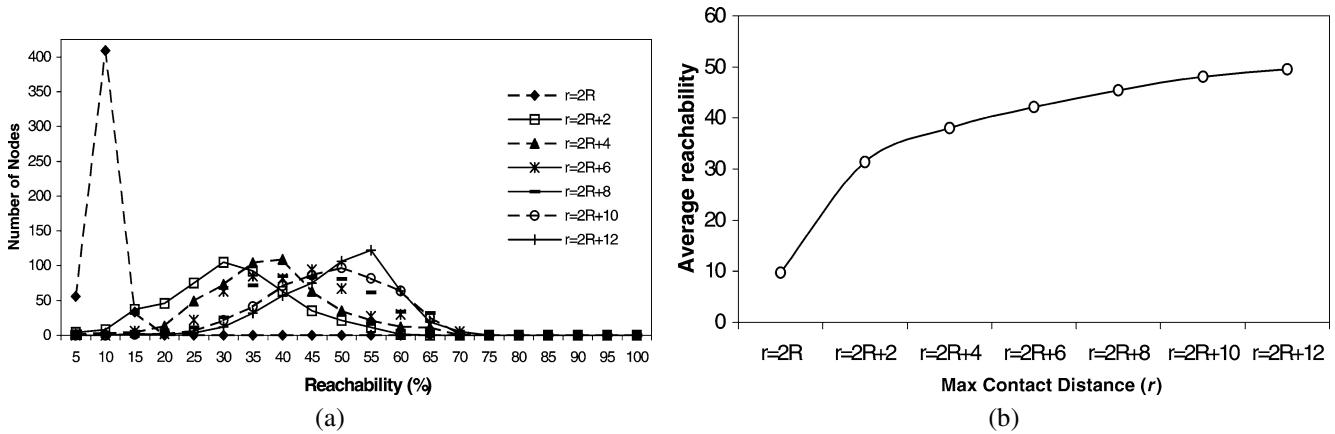 400
350
300
250
200
150
100
50
0
Number of Nodes
5 10 15 20 25 30 35 40 45 50 55 60 65 70 75 80 85 90 95 100
Reachability (%)
r=2R
r=2R+2
r=2R+4
r=2R+6
r=2R+8
r=2R+10
r=2R+12
(a)
60
50
40
30
20
10
0
Average reachability
r=2R r=2R+2 r=2R+4 r=2R+6 r=2R+8 r=2R+10 r=2R+12
Max Contact Distance (r)
(b)